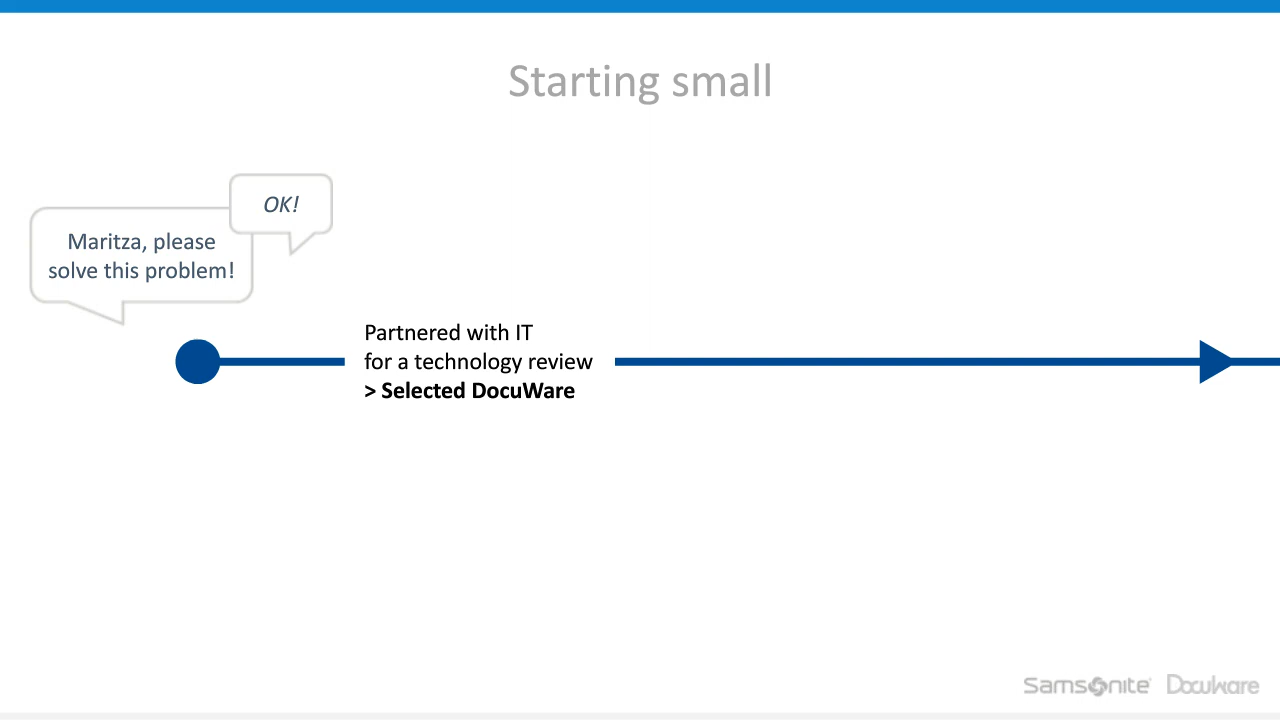 Starting small
OK!
Maritza, please
solve this problem!
Partnered with IT
for a technology review
> Selected DocuWare
Samsonite
DocuWare